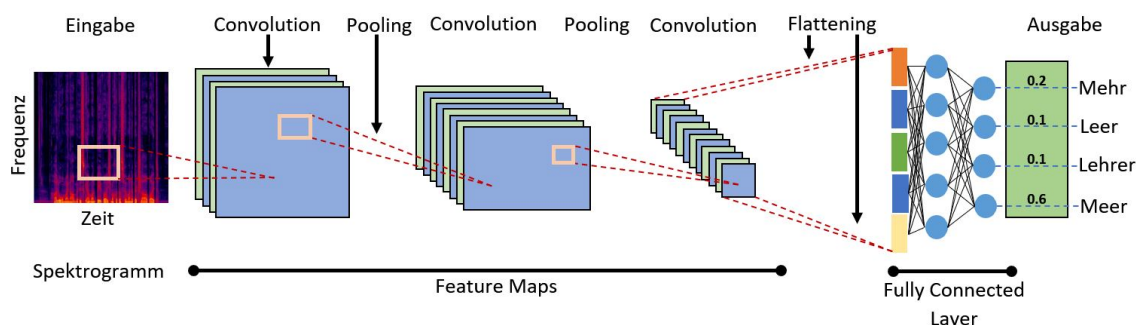 Eingabe
Convolution
Pooling
Convolution
Pooling
Convolution
Flattening
Ausgabe
Frequenz
Zeit
0.2
Mehr
0.1
Leer
0.1
Lehrer
0.6
Meer
Spektrogramm
Feature Maps
Fully Connected
Layer